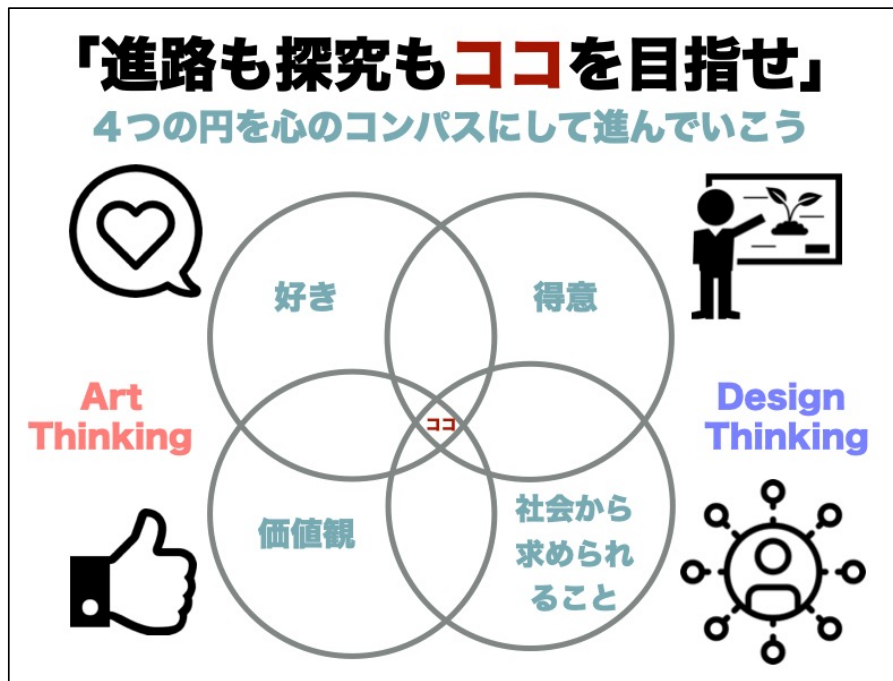 「進路も探究もココを目指せ」
４つの円を心のコンパスにして進んでいこう
好き
得意
Art
Thinking
ココ
Design
Thinking
価値観
社会から
求められ
ること